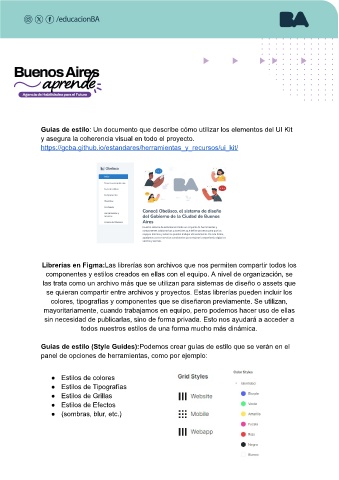 /educacionBA
BA
Buenos Aires
aprende
Agencia de Habilidades para el Futuro
Guías de estilo: Un documento que describe cómo utilizar los elementos del UI Kit
y asegura la coherencia visual en todo el proyecto.
https://gcba.github.io/estandares/herramientas_y_recursos/ui_kit/
Obelisco
BA
Conocé Obelisco, el sistema de diseño
del Gobierno de la Ciudad de Buenos
Aires
Librerías en Figma:Las librerías son archivos que nos permiten compartir todos los
componentes y estilos creados en ellas con el equipo. A nivel de organización, se
las trata como un archivo más que se utilizan para sistemas de diseño o assets que
se quieran compartir entre archivos y proyectos. Estas librerías pueden incluir los
colores, tipografías y componentes que se diseñaron previamente. Se utilizan,
mayoritariamente, cuando trabajamos en equipo, pero podemos hacer uso de ellas
sin necesidad de publicarlas, sino de forma privada. Esto nos ayudará a acceder a
todos nuestros estilos de una forma mucho más dinámica.
Guías de estilo (Style Guides):Podemos crear guías de estilo que se verán en el
panel de opciones de herramientas, como por ejemplo:
● Estilos de colores
● Estilos de Tipografías
● Estilos de Grillas
● Estilos de Efectos
● (sombras, blur, etc.)
Grid Styles
Website
Mobile
Webapp
Color Styles
Rojo
Negro